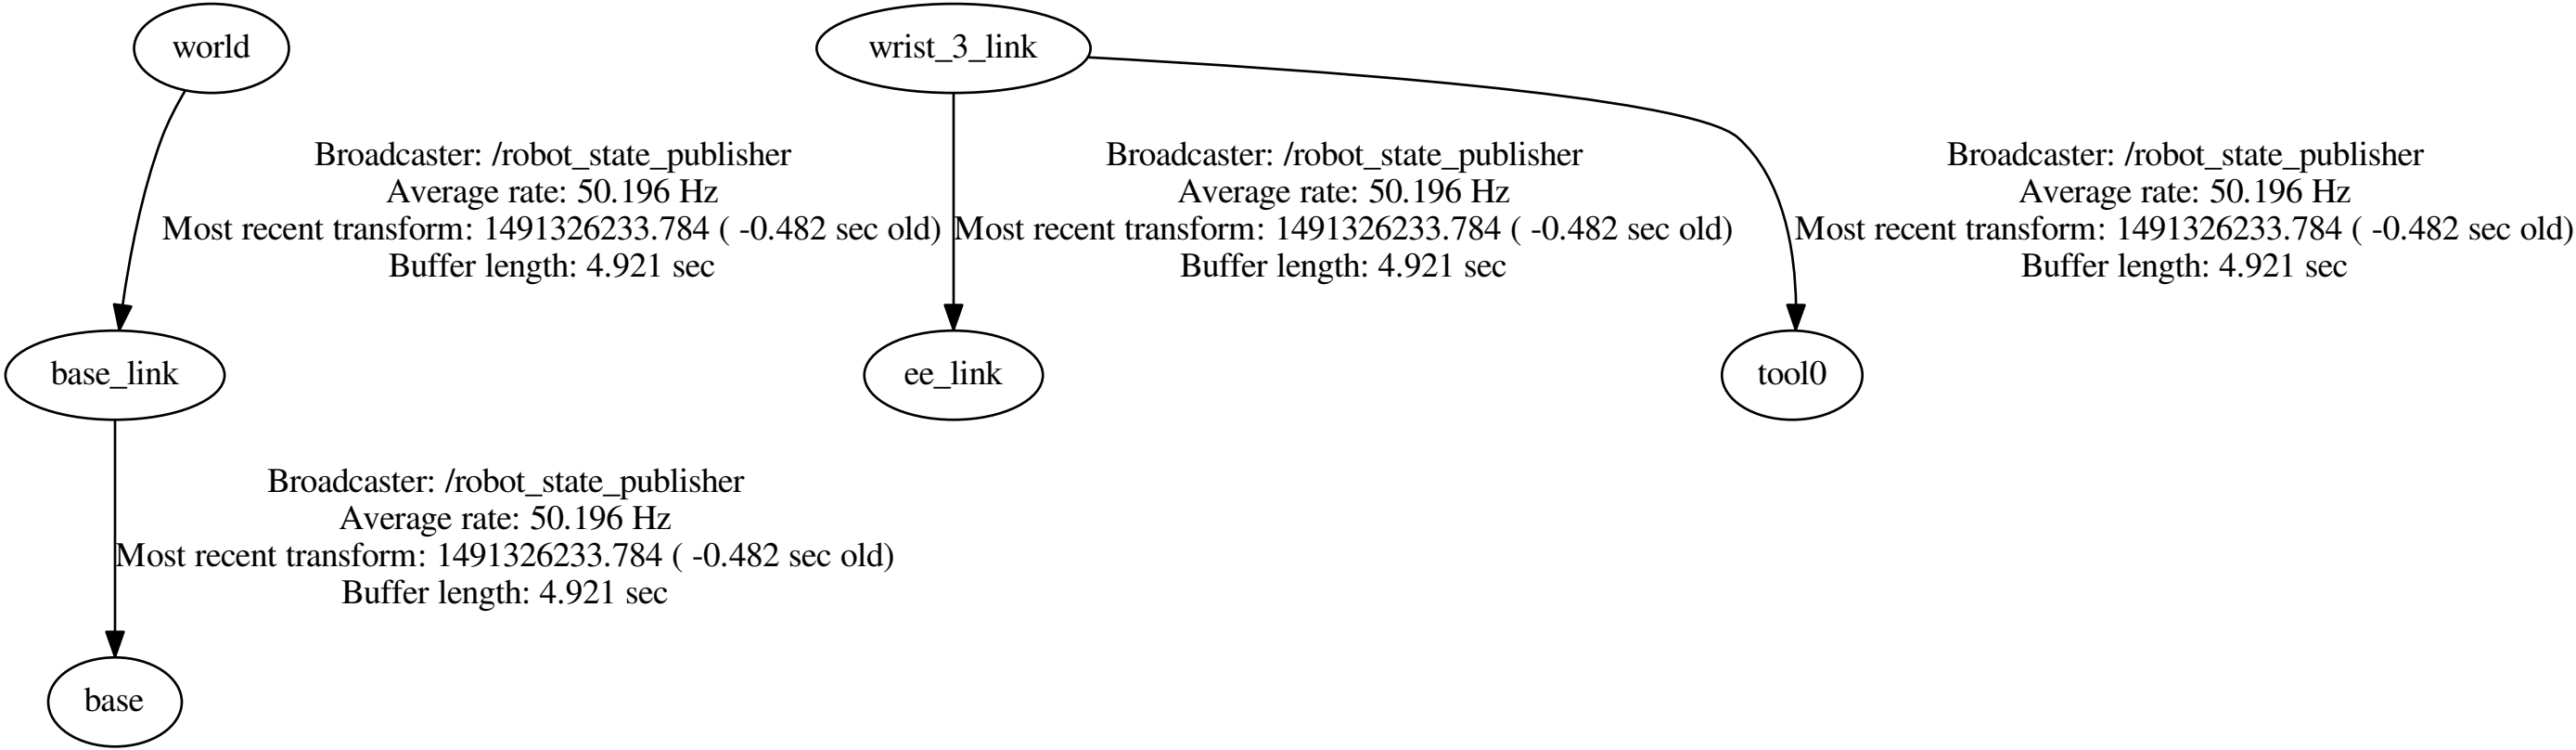 world
wrist_3_link
Broadcaster: /robot_state_publisher
Average rate: 50.196 Hz
Most recent transform: 1491326233.784 ( -0.482 sec old)
Buffer length: 4.921 sec
Broadcaster: /robot_state_publisher
Average rate: 50.196 Hz
Most recent transform: 1491326233.784 ( -0.482 sec old)
Buffer length: 4.921 sec
Broadcaster: /robot_state_publisher
Average rate: 50.196 Hz
Most recent transform: 1491326233.784 ( -0.482 sec old)
Buffer length: 4.921 sec
base_link
ee_link
tool0
Broadcaster: /robot_state_publisher
Average rate: 50.196 Hz
Most recent transform: 1491326233.784 ( -0.482 sec old)
Buffer length: 4.921 sec
base